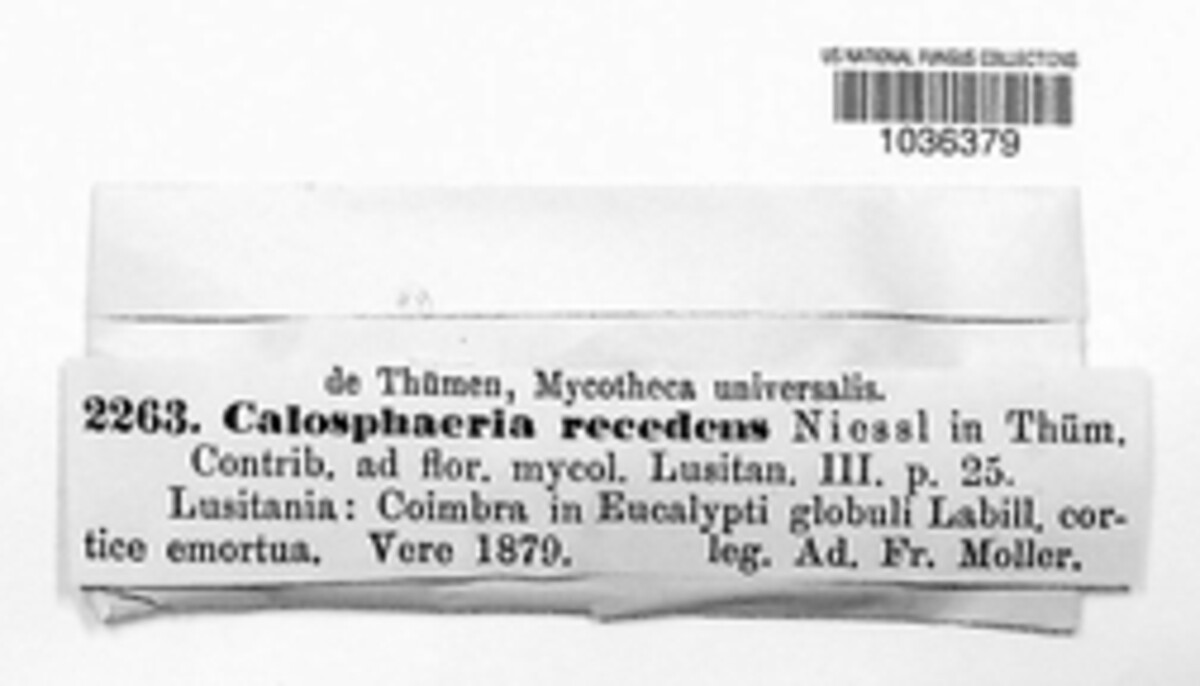 US NATIONAL FUNGUS COLLECTIONS
1036379
de Thümen, Mycotheca universalis.
2263. Calosphaeria recedens Niessl in Thüm.
Contrib. ad flor. mycol. Lusitan. III. p. 25.
Lusitania: Coimbra in Eucalypti globuli Labill. cor-
tice emortua. Vere 1879. leg. Ad. Fr. Moller.